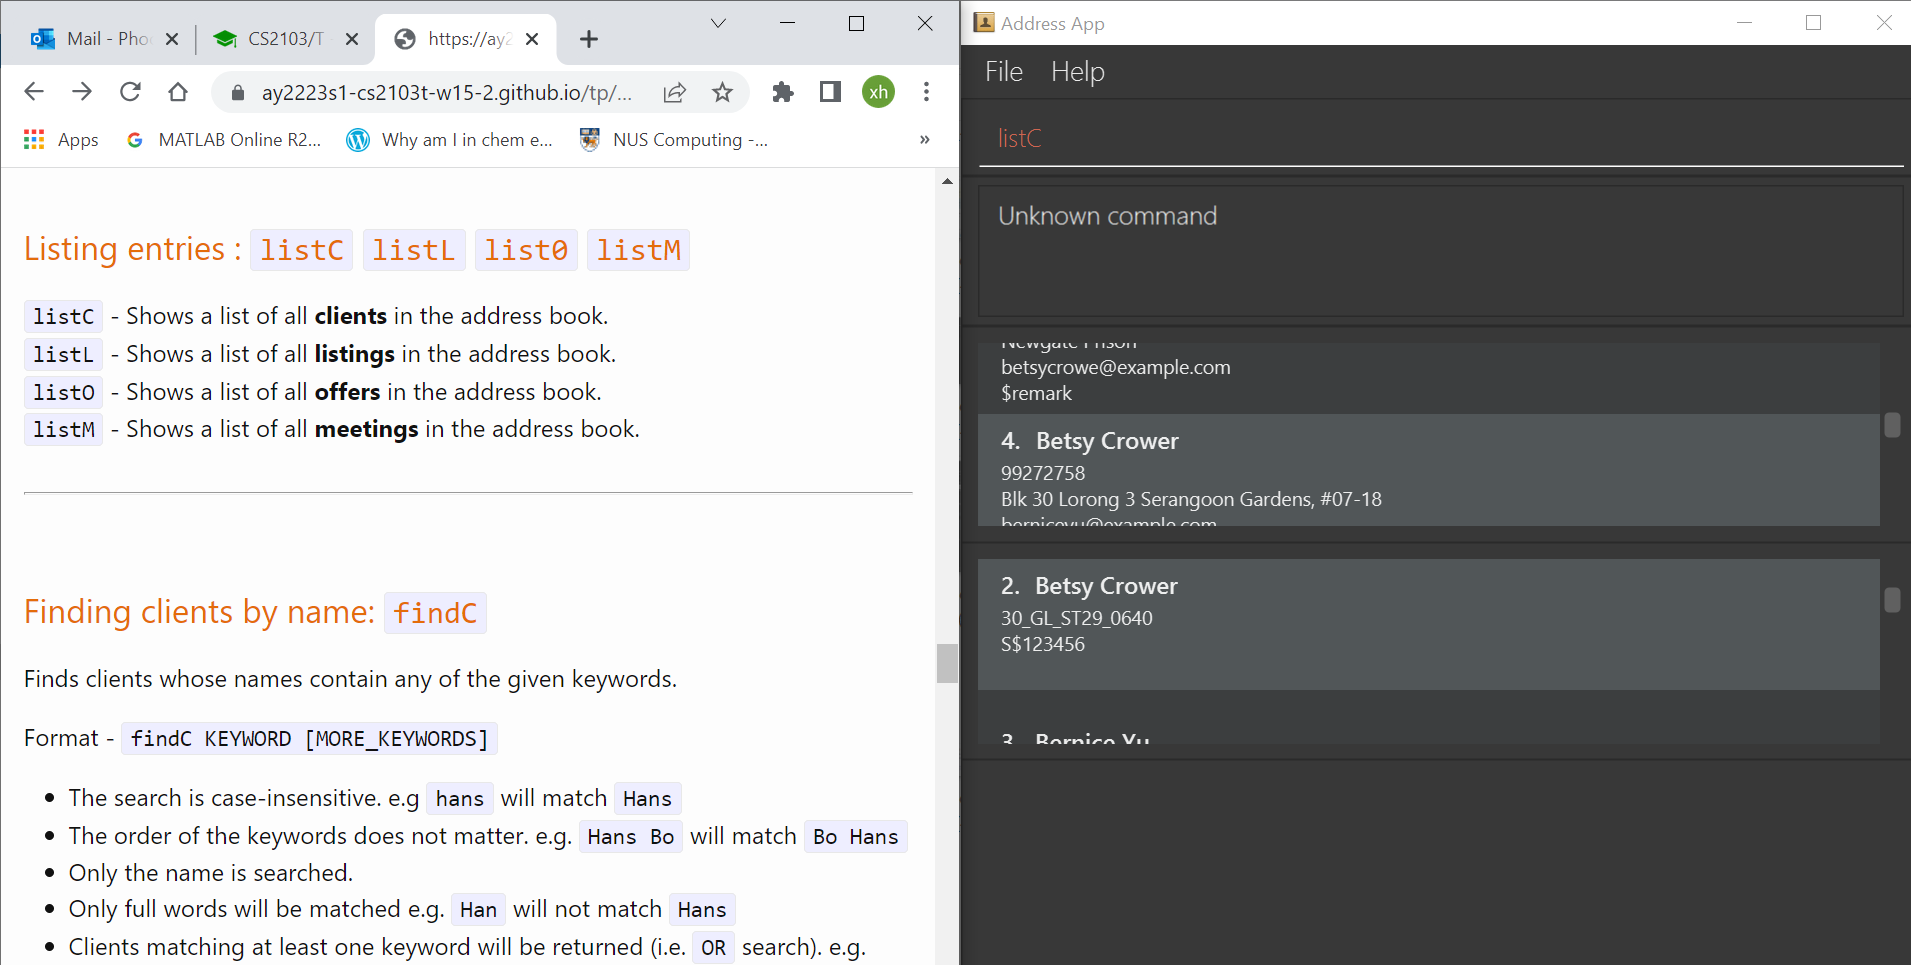 Mail - Pho
CS2103/T
https://ay2
ay2223s1-cs2103t-w15-2.github.io/tp/...
xh
Apps
MATLAB Online R2...
Why am I in chem e...
NUS Computing -...
»
Listing entries : listC listL list0 listM
listC - Shows a list of all clients in the address book.
listL - Shows a list of all listings in the address book.
listO - Shows a list of all offers in the address book.
listM - Shows a list of all meetings in the address book.
Finding clients by name: findC
Finds clients whose names contain any of the given keywords.
Format - findC KEYWORD [MORE_KEYWORDS]
• The search is case-insensitive. e.g hans will match Hans
• The order of the keywords does not matter. e.g. Hans Bo will match Bo Hans
• Only the name is searched.
• Only full words will be matched e.g. Han will not match Hans
• Clients matching at least one keyword will be returned (i.e. OR search). e.g.
Address App
File Help
listC
Unknown command
Newgate Prison
betsycrowe@example.com
$remark
4. Betsy Crower
99272758
Blk 30 Lorong 3 Serangoon Gardens, #07-18
berniceyu@example.com
2. Betsy Crower
30_GL_ST29_0640
S$123456
3. Bernice Yu